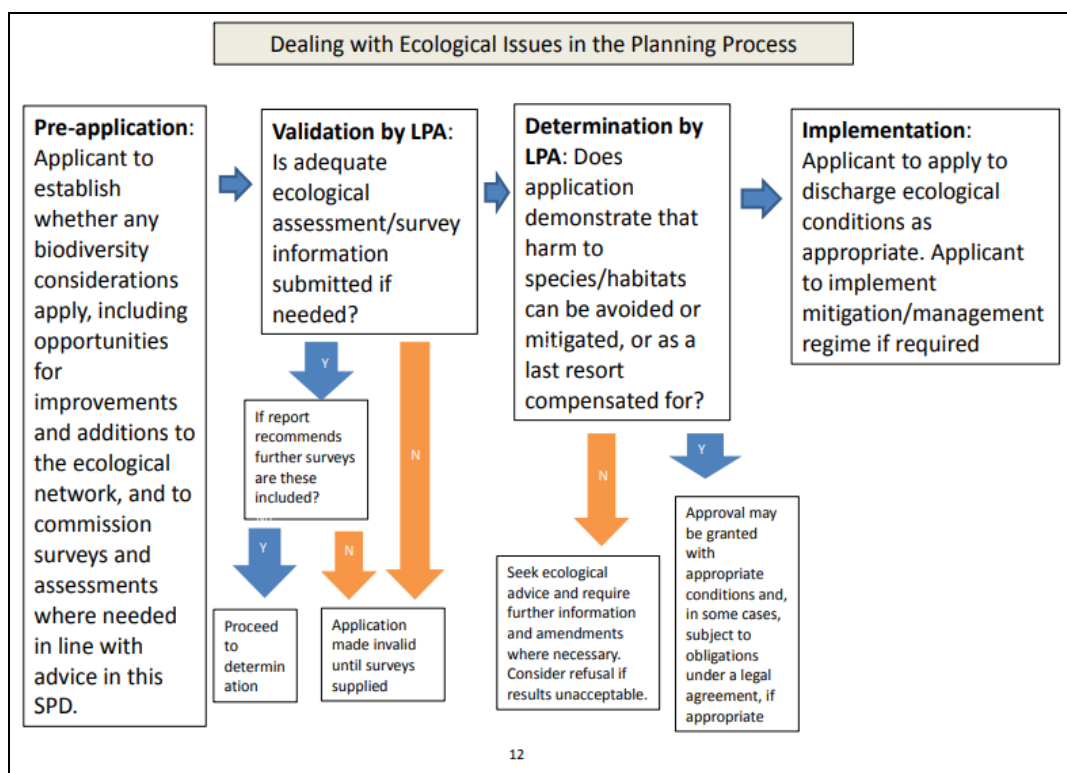 Dealing with Ecological Issues in the Planning Process
Pre-application:
Applicant to
establish
whether any
biodiversity
considerations
apply, including
opportunities
for
improvements
and additions to
the ecological
network, and to
commission
surveys and
assessments
where needed
in line with
advice in this
SPD.
Validation by LPA:
Is adequate
ecological
assessment/survey
information
submitted if
needed?
Y
N
If report
recommends
further surveys
are these
included?
Y
N
Proceed
to
determin
ation
Application
made invalid
until surveys
supplied
Determination by
LPA: Does
application
demonstrate that
harm to
species/habitats
can be avoided or
mitigated, or as a
last resort
compensated for?
N
Y
Seek ecological
advice and require
further information
and amendments
where necessary.
Consider refusal if
results unacceptable.
Approval may
be granted
with
appropriate
conditions and,
in some cases,
subject to
obligations
under a legal
agreement, if
appropriate
Implementation:
Applicant to apply to
discharge ecological
conditions as
appropriate. Applicant
to implement
mitigation/management
regime if required
12